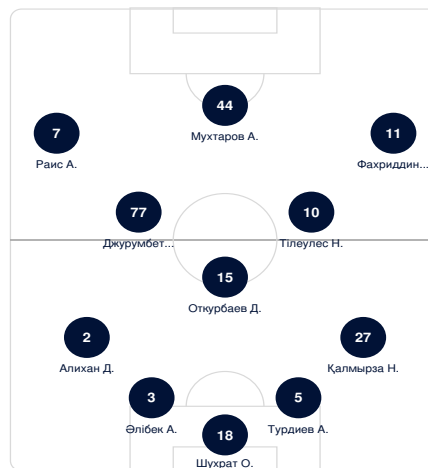 44
Мухтаров А.
7
Раис А.
11
Фахриддин...
77
Джурумбет...
10
Тілеулес Н.
15
Откурбаев Д.
2
Алихан Д.
27
Қалмырза Н.
3
Әлібек А.
5
Турдиев А.
18
Шухрат О.